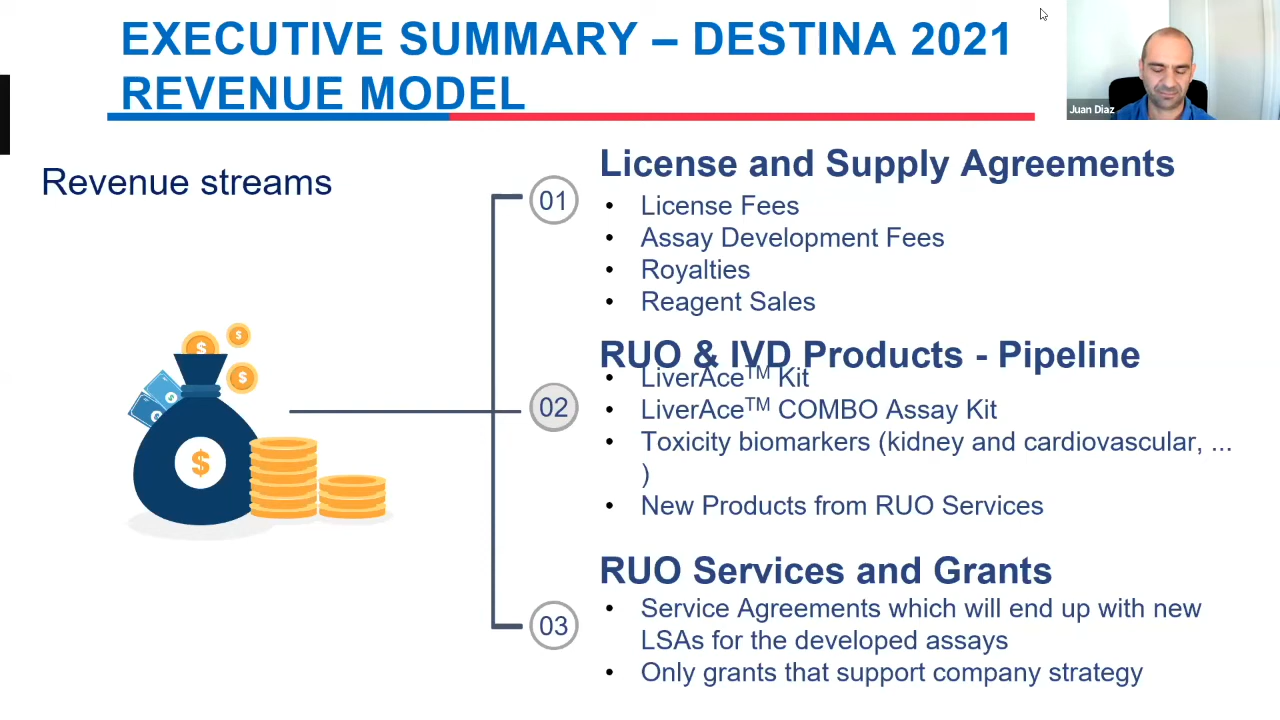 EXECUTIVE SUMMARY – DESTINA 2021
REVENUE MODEL
Juan Diaz
Revenue streams
01
License and Supply Agreements
• License Fees
• Assay Development Fees
• Royalties
• Reagent Sales
02
RUO & IVD Products - Pipeline
• LiverAce™ Kit
• LiverAce™ COMBO Assay Kit
• Toxicity biomarkers (kidney and cardiovascular, ...
)
• New Products from RUO Services
03
RUO Services and Grants
• Service Agreements which will end up with new
LSAs for the developed assays
• Only grants that support company strategy
$
$
$
$